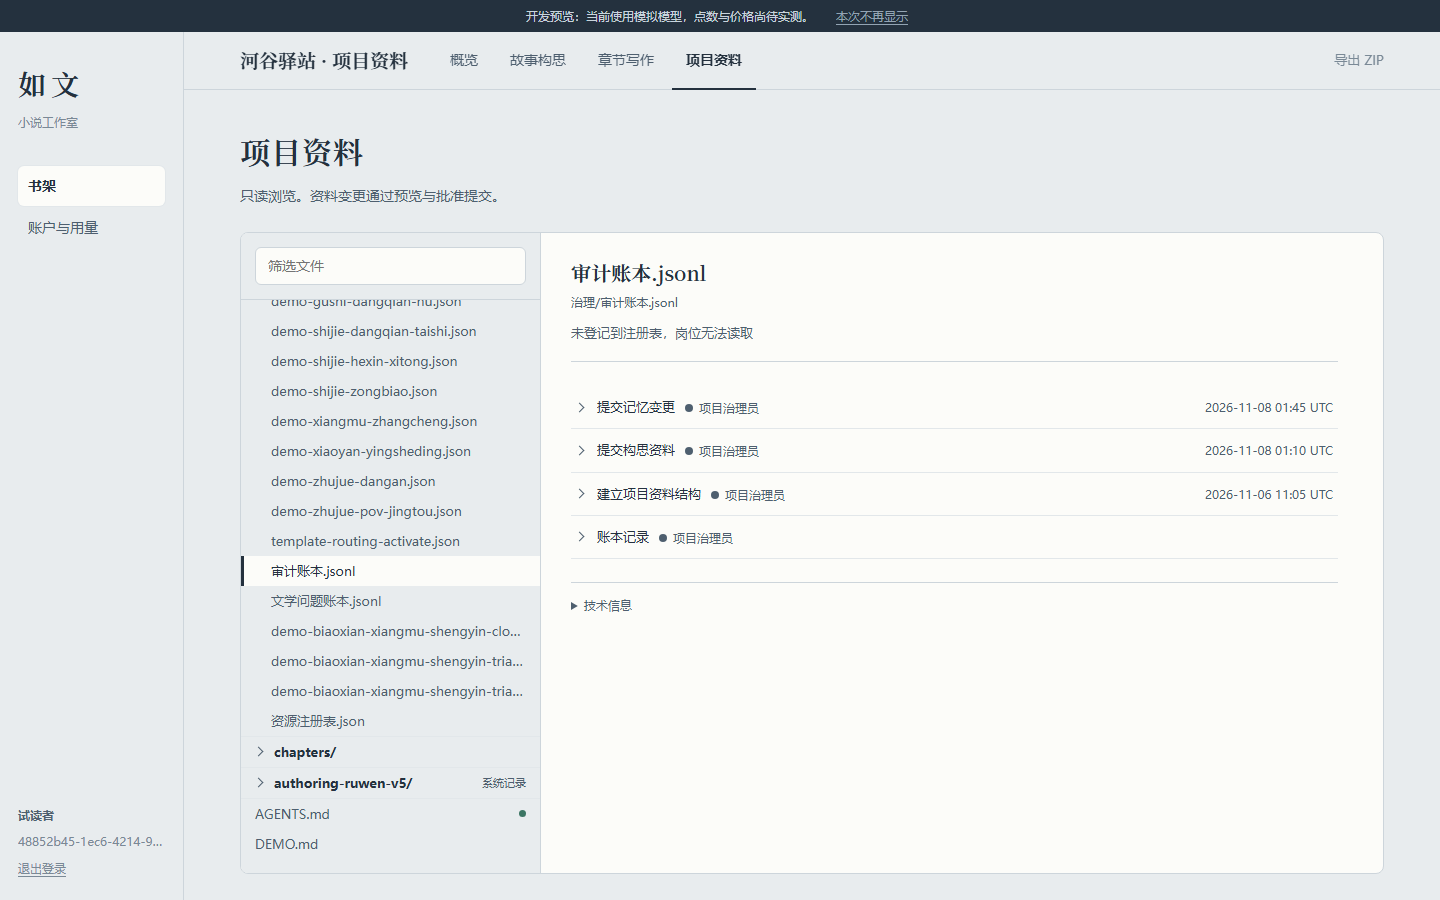 开发预览：当前使用模拟模型，点数与价格尚待实测。 本次不再显示
如文
小说工作室
书架
账户与用量
试读者
48852b45-1ec6-4214-9...
退出登录
河谷驿站 · 项目资料 概览 故事构思 章节写作 项目资料 导出 ZIP
项目资料
只读浏览。资料变更通过预览与批准提交。
筛选文件
demo-gushi-dangqian-nu.json
demo-shijie-dangqian-taishi.json
demo-shijie-hexin-xitong.json
demo-shijie-zongbiao.json
demo-xiangmu-zhangcheng.json
demo-xiaoyan-yingsheding.json
demo-zhujue-dangan.json
demo-zhujue-pov-jingtou.json
template-routing-activate.json
审计账本.jsonl
文学问题账本.jsonl
demo-biaoxian-xiangmu-shengyin-clo...
demo-biaoxian-xiangmu-shengyin-tria...
demo-biaoxian-xiangmu-shengyin-tria...
资源注册表.json
chapters/
authoring-ruwen-v5/ 系统记录
AGENTS.md
DEMO.md
审计账本.jsonl
治理/审计账本.jsonl
未登记到注册表，岗位无法读取
提交记忆变更 项目治理员 2026-11-08 01:45 UTC
提交构思资料 项目治理员 2026-11-08 01:10 UTC
建立项目资料结构 项目治理员 2026-11-06 11:05 UTC
账本记录 项目治理员
技术信息